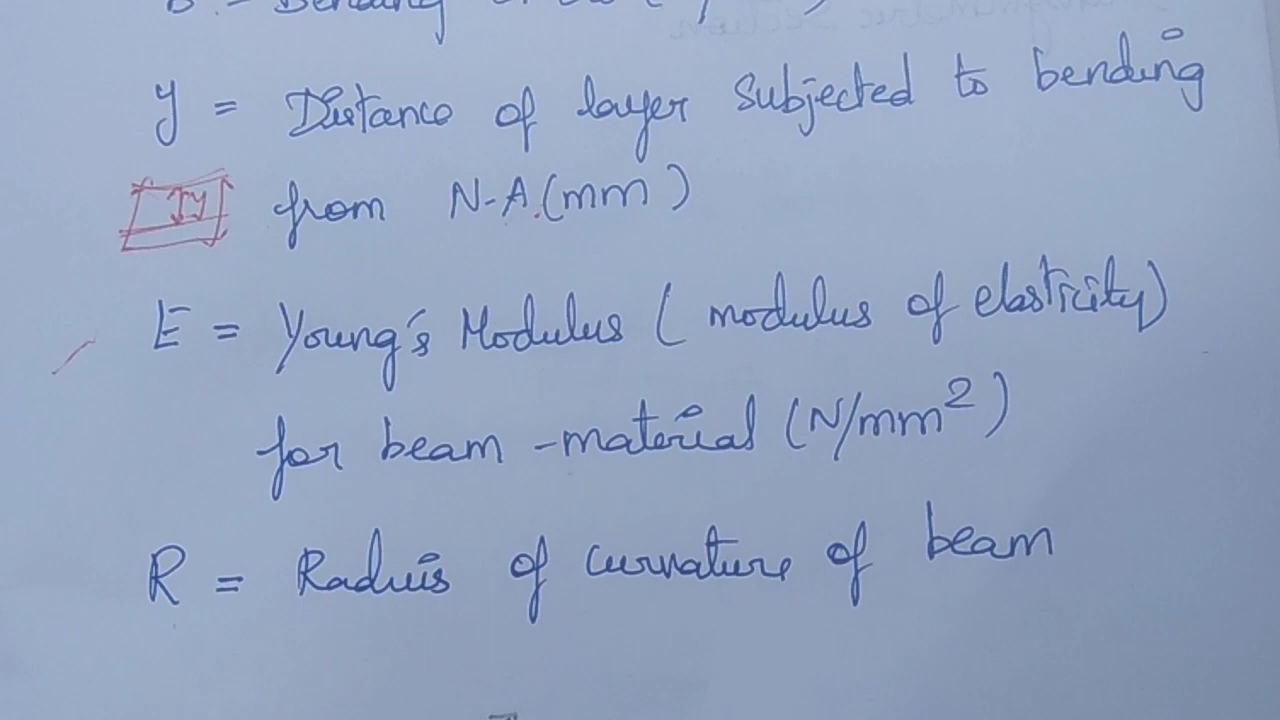 y = Distance of layer subjected to bending
y from N-A.(mm)
E = Young's Modulus ( modulus of elasticity)
for beam -material (N/mm²)
R = Radius of curvature of beam